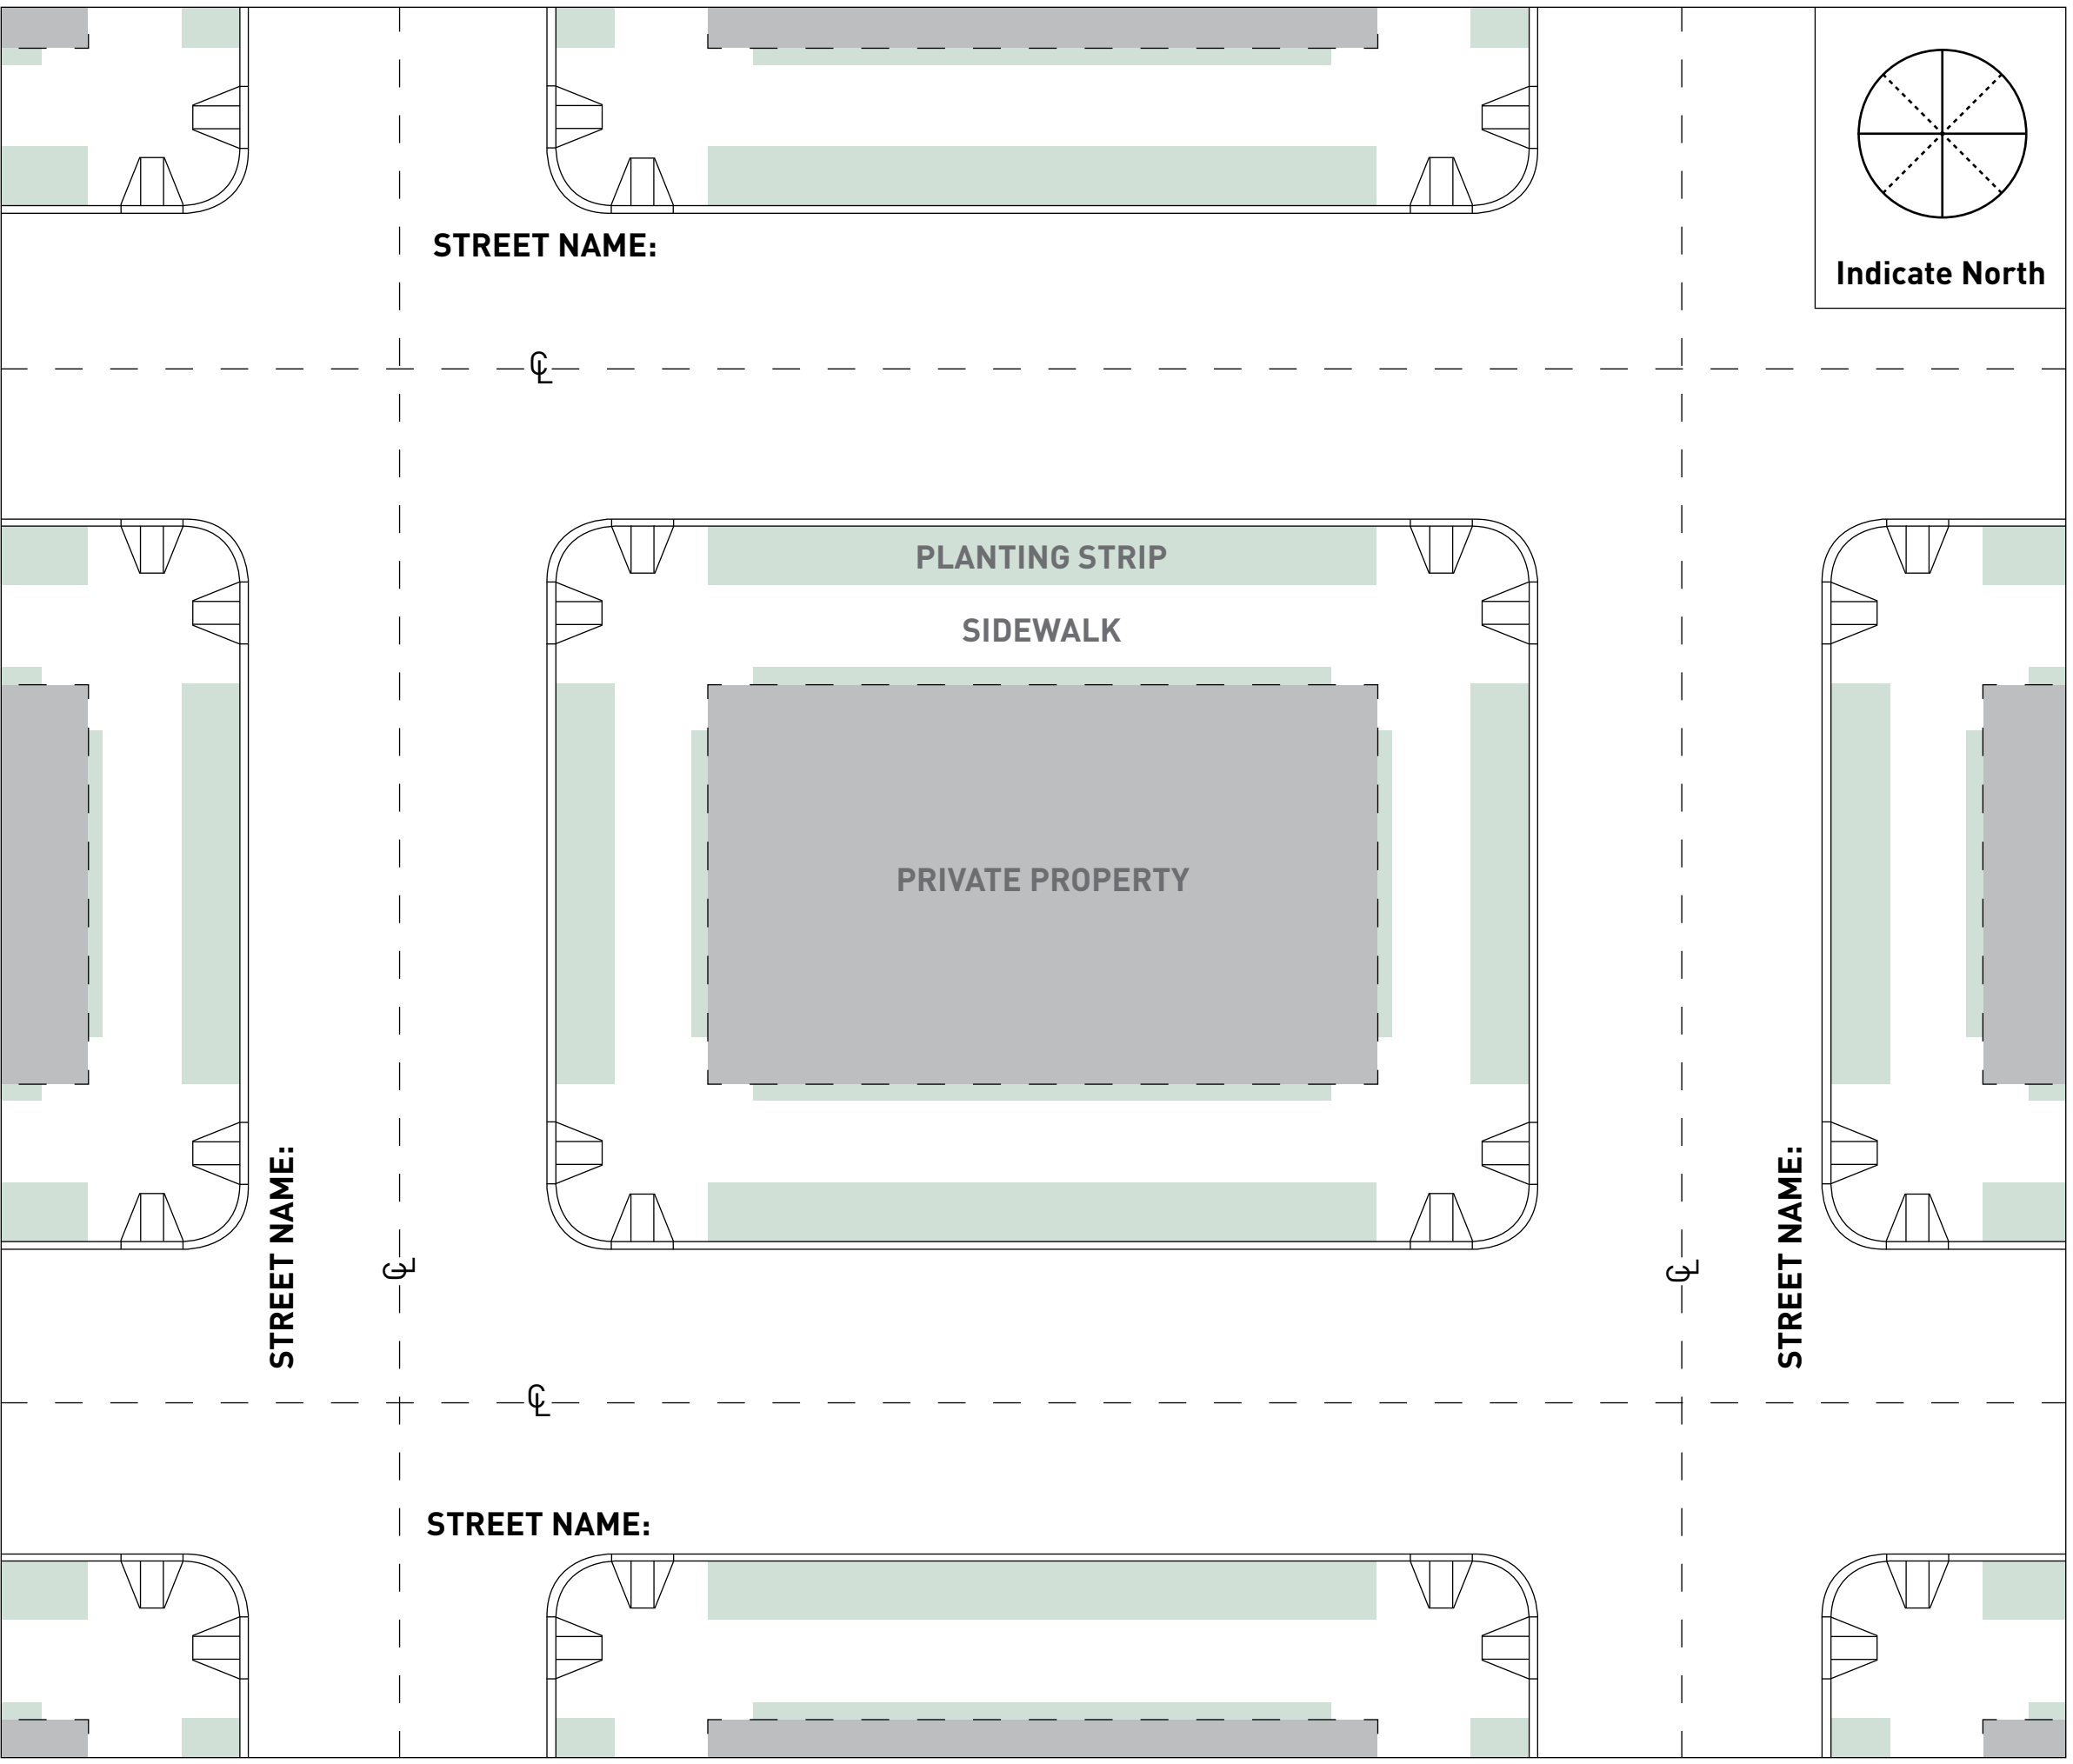 STREET NAME:
Indicate North
℄
PLANTING STRIP
SIDEWALK
PRIVATE PROPERTY
STREET NAME:
STREET NAME:
℄
℄
℄
STREET NAME: